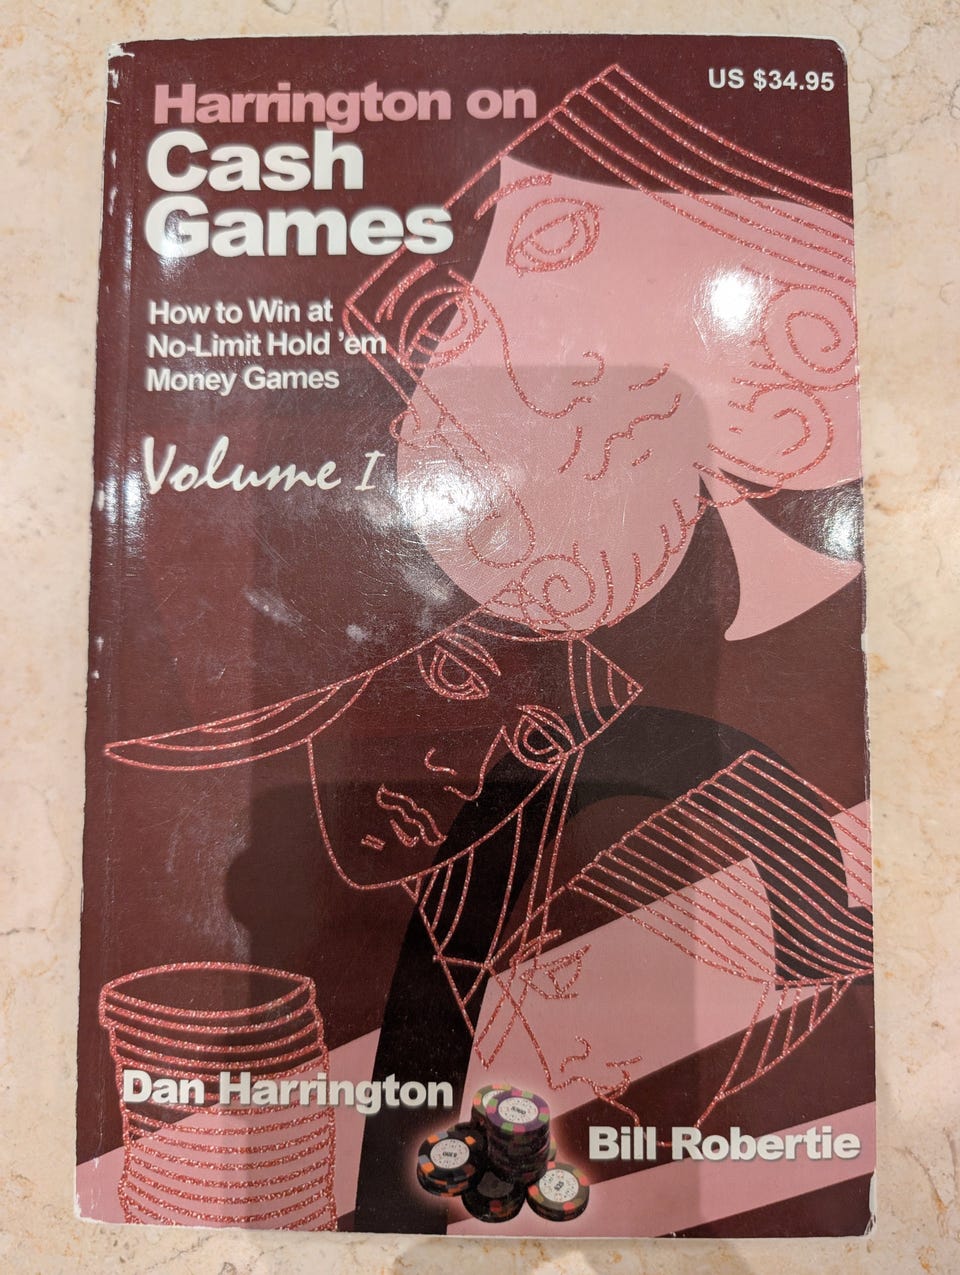 US $34.95
Harrington on
Cash
Games
How to Win at
No-Limit Hold 'em
Money Games
Volume I
Dan Harrington
Bill Robertie